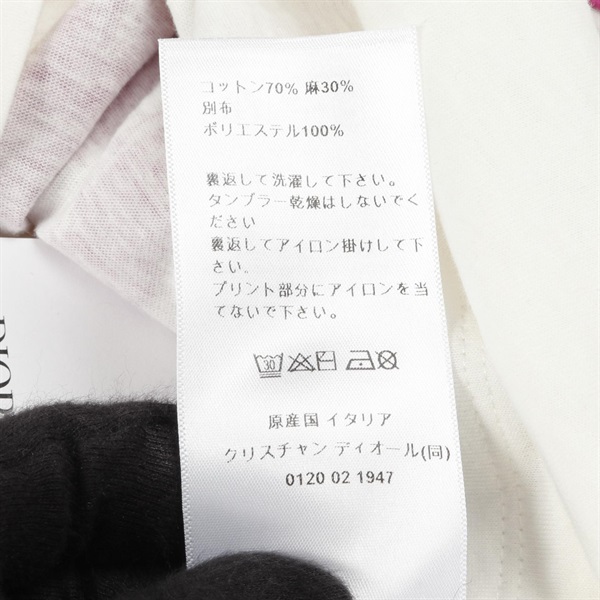 コットン70% 麻30%
別布
ポリエステル100%
裏返して洗濯して下さい。
タンブラー乾燥はしないでく
ださい
裏返してアイロン掛けして下
さい。
プリント部分にアイロンを当
てないで下さい。
30
原産国 イタリア
クリスチャン ディオール(同)
0120 02 1947
DIOR